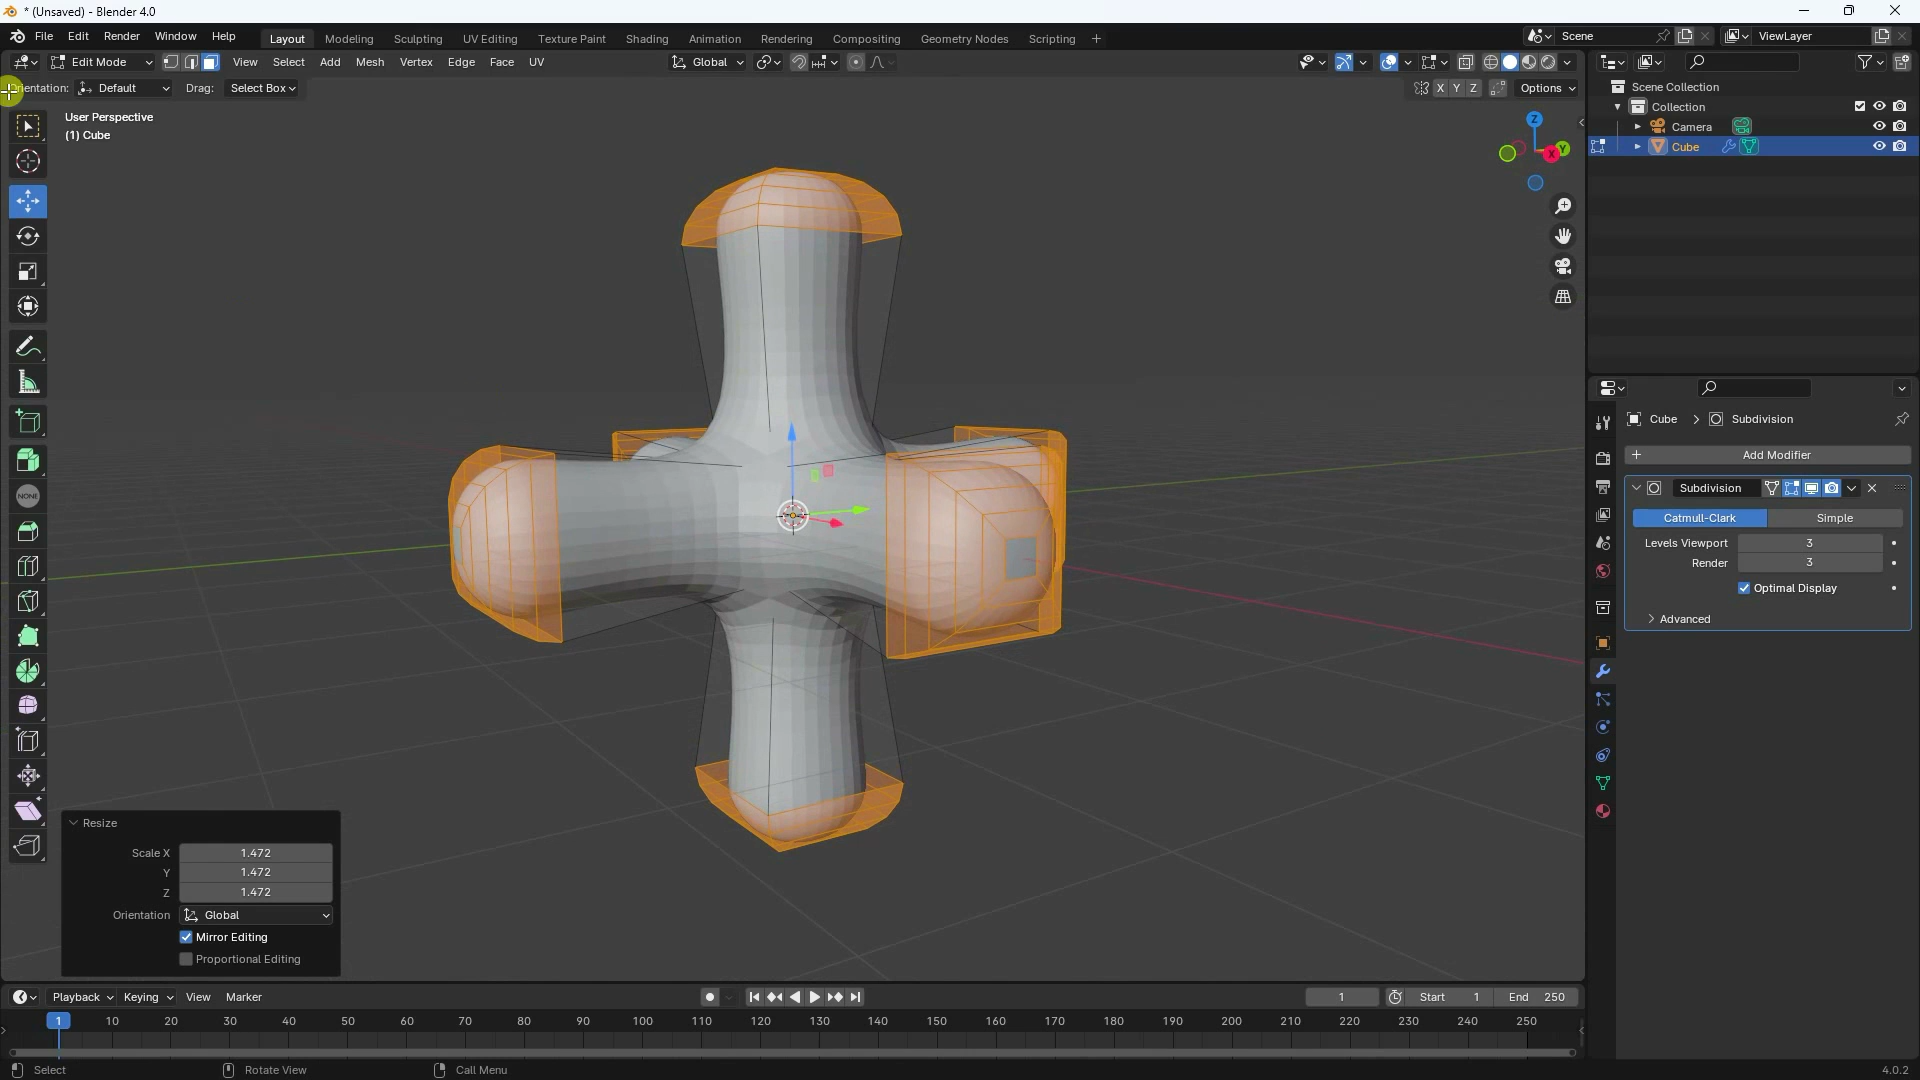 * (Unsaved) - Blender 4.0
File Edit Render Window Help Layout Modeling Sculpting UV Editing Texture Paint Shading Animation Rendering Compositing Geometry Nodes Scripting + Scene ViewLayer
Edit Mode View Select Add Mesh Vertex Edge Face UV Global
Default Drag: Select Box X Y Z Options
User Perspective
(1) Cube
Z
Y
X
NONE
Scene Collection
Collection
Camera
Cube
Cube > Subdivision
+ Add Modifier
Subdivision
Catmull-Clark Simple
Levels Viewport 3
Render 3
Optimal Display
Advanced
Resize
Scale X 1.472
Y 1.472
Z 1.472
Orientation Global
Mirror Editing
Proportional Editing
Playback Keying View Marker 1 Start 1 End 250
1 10 20 30 40 50 60 70 80 90 100 110 120 130 140 150 160 170 180 190 200 210 220 230 240 250
Select Rotate View Call Menu 4.0.2